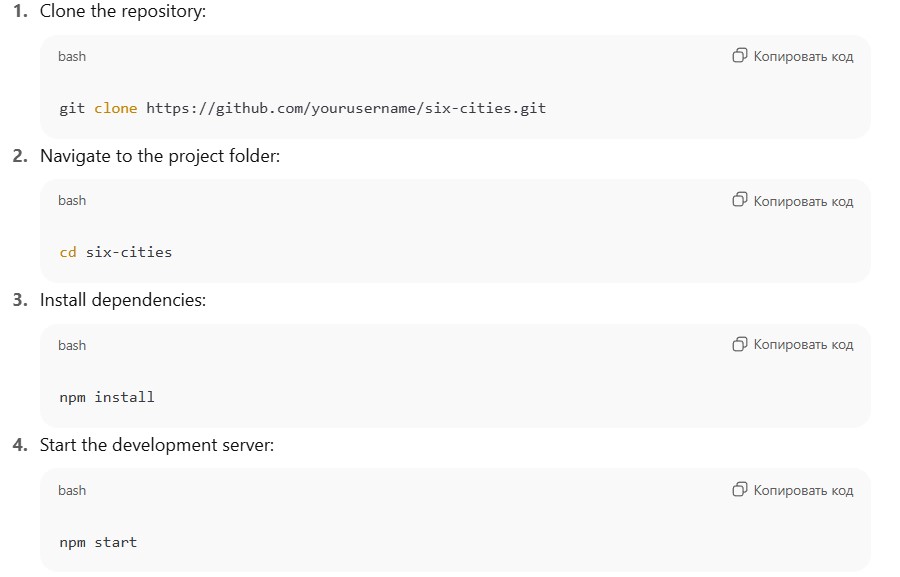 1. Clone the repository:
bash Копировать код
git clone https://github.com/yourusername/six-cities.git
2. Navigate to the project folder:
bash Копировать код
cd six-cities
3. Install dependencies:
bash Копировать код
npm install
4. Start the development server:
bash Копировать код
npm start